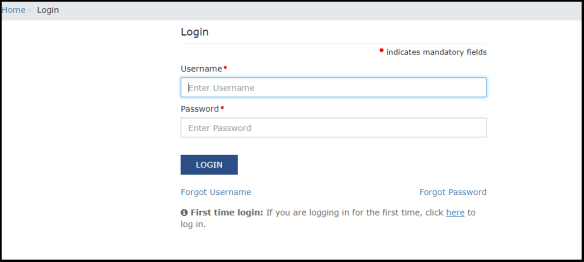 Home › Login
Login
• indicates mandatory fields
Username•
Enter Username
Password•
Enter Password
LOGIN
Forgot Username Forgot Password
First time login: If you are logging in for the first time, click here to
log in.